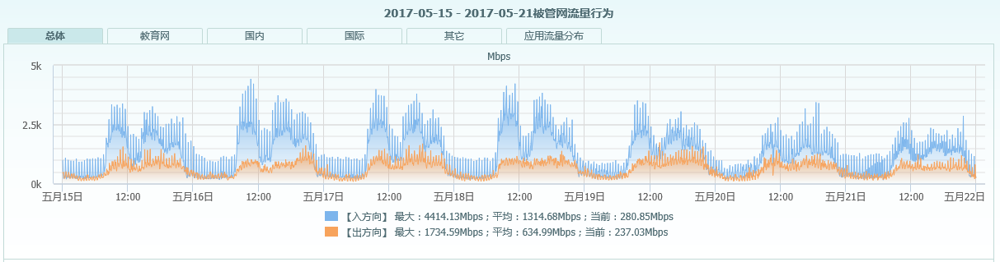 2017-05-15 - 2017-05-21被管网流量行为
总体 教育网 国内 国际 其它 应用流量分布
Mbps
5k
2.5k
0k
五月15日 12:00 五月16日 12:00 五月17日 12:00 五月18日 12:00 五月19日 12:00 五月20日 12:00 五月21日 12:00 五月22日
【入方向】 最大：4414.13Mbps；平均：1314.68Mbps；当前：280.85Mbps
【出方向】 最大：1734.59Mbps；平均：634.99Mbps；当前：237.03Mbps